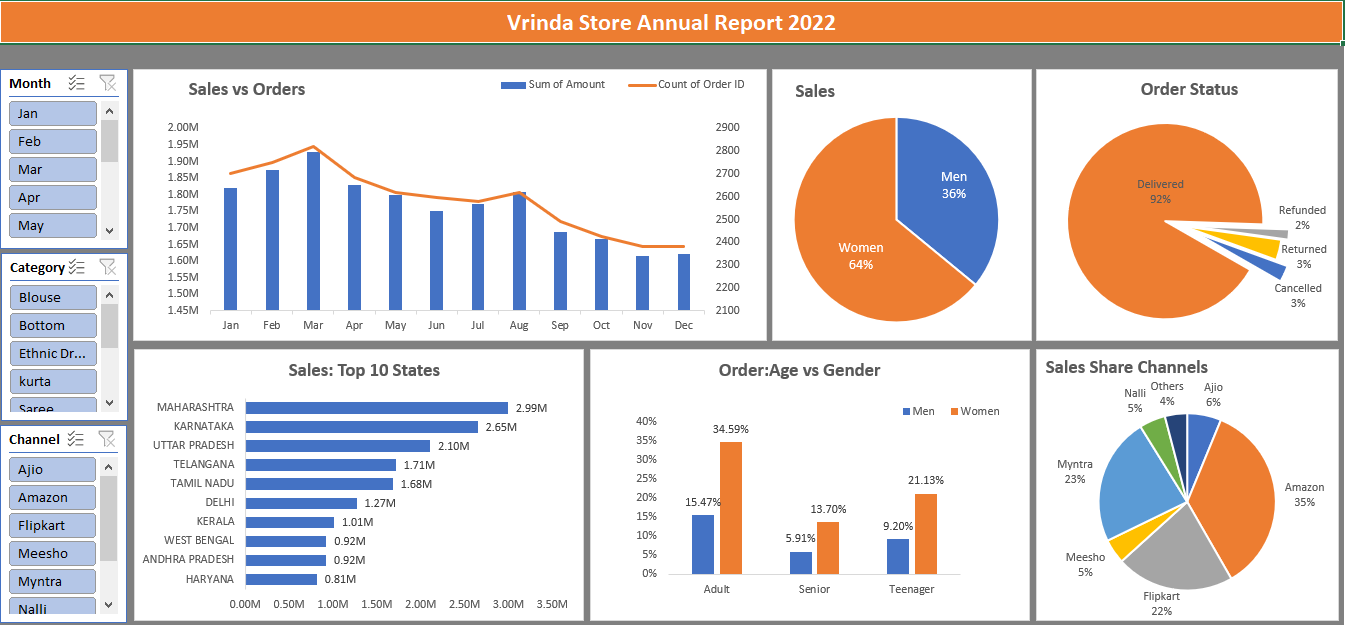 Vrinda Store Annual Report 2022
Month
Jan
Feb
Mar
Apr
May
Category
Blouse
Bottom
Ethnic Dr...
kurta
Saree
Channel
Ajio
Amazon
Flipkart
Meesho
Myntra
Nalli
Sales vs Orders
Sum of Amount
Count of Order ID
2.00M
1.95M
1.90M
1.85M
1.80M
1.75M
1.70M
1.65M
1.60M
1.55M
1.50M
1.45M
2900
2800
2700
2600
2500
2400
2300
2200
2100
Jan Feb Mar Apr May Jun Jul Aug Sep Oct Nov Dec
Sales
Men
36%
Women
64%
Order Status
Delivered
92%
Refunded
2%
Returned
3%
Cancelled
3%
Sales: Top 10 States
MAHARASHTRA 2.99M
KARNATAKA 2.65M
UTTAR PRADESH 2.10M
TELANGANA 1.71M
TAMIL NADU 1.68M
DELHI 1.27M
KERALA 1.01M
WEST BENGAL 0.92M
ANDHRA PRADESH 0.92M
HARYANA 0.81M
0.00M 0.50M 1.00M 1.50M 2.00M 2.50M 3.00M 3.50M
Order:Age vs Gender
Men Women
40%
35%
30%
25%
20%
15%
10%
5%
0%
15.47% 34.59%
5.91% 13.70%
9.20% 21.13%
Adult Senior Teenager
Sales Share Channels
Ajio
6%
Amazon
35%
Flipkart
22%
Meesho
5%
Myntra
23%
Nalli
5%
Others
4%